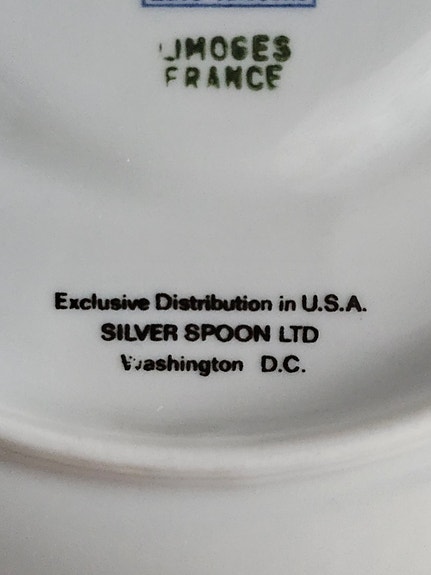 LIMOGES
FRANCE
Exclusive Distribution in U.S.A.
SILVER SPOON LTD
Washington D.C.